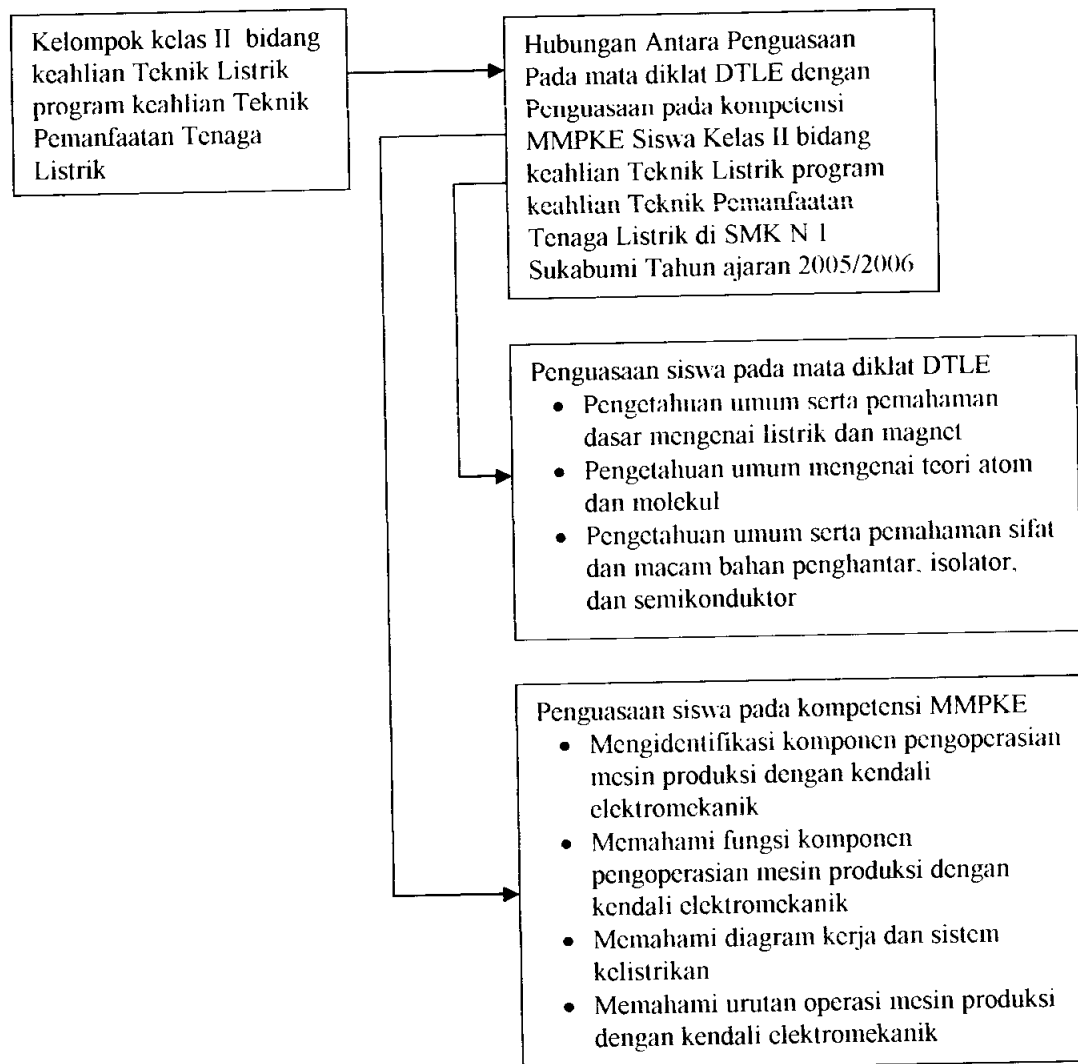 Kelompok kelas II bidang
keahlian Teknik Listrik
program keahlian Teknik
Pemanfaatan Tenaga
Listrik
Hubungan Antara Penguasaan
Pada mata diklat DTLE dengan
Penguasaan pada kompetensi
MMPKE Siswa Kelas II bidang
keahlian Teknik Listrik program
keahlian Teknik Pemanfaatan
Tenaga Listrik di SMK N 1
Sukabumi Tahun ajaran 2005/2006
Penguasaan siswa pada mata diklat DTLE
• Pengetahuan umum serta pemahaman
dasar mengenai listrik dan magnet
• Pengetahuan umum mengenai teori atom
dan molekul
• Pengetahuan umum serta pemahaman sifat
dan macam bahan penghantar, isolator,
dan semikonduktor
Penguasaan siswa pada kompetensi MMPKE
• Mengidentifikasi komponen pengoperasian
mesin produksi dengan kendali
elektromekanik
• Memahami fungsi komponen
pengoperasian mesin produksi dengan
kendali elektromekanik
• Memahami diagram kerja dan sistem
kelistrikan
• Memahami urutan operasi mesin produksi
dengan kendali elektromekanik